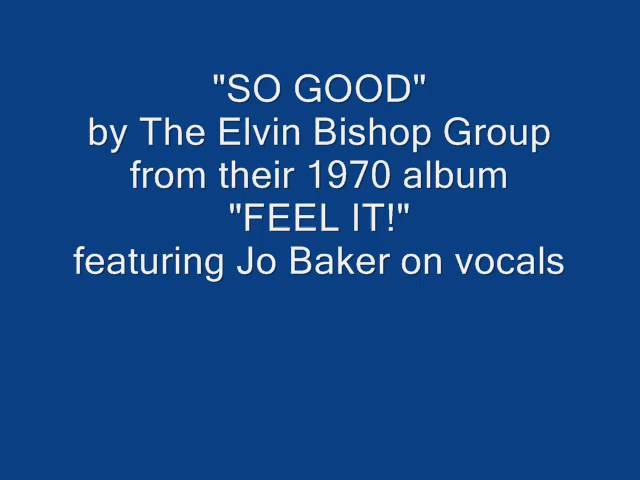 "SO GOOD"
by The Elvin Bishop Group
from their 1970 album
"FEEL IT!"
featuring Jo Baker on vocals